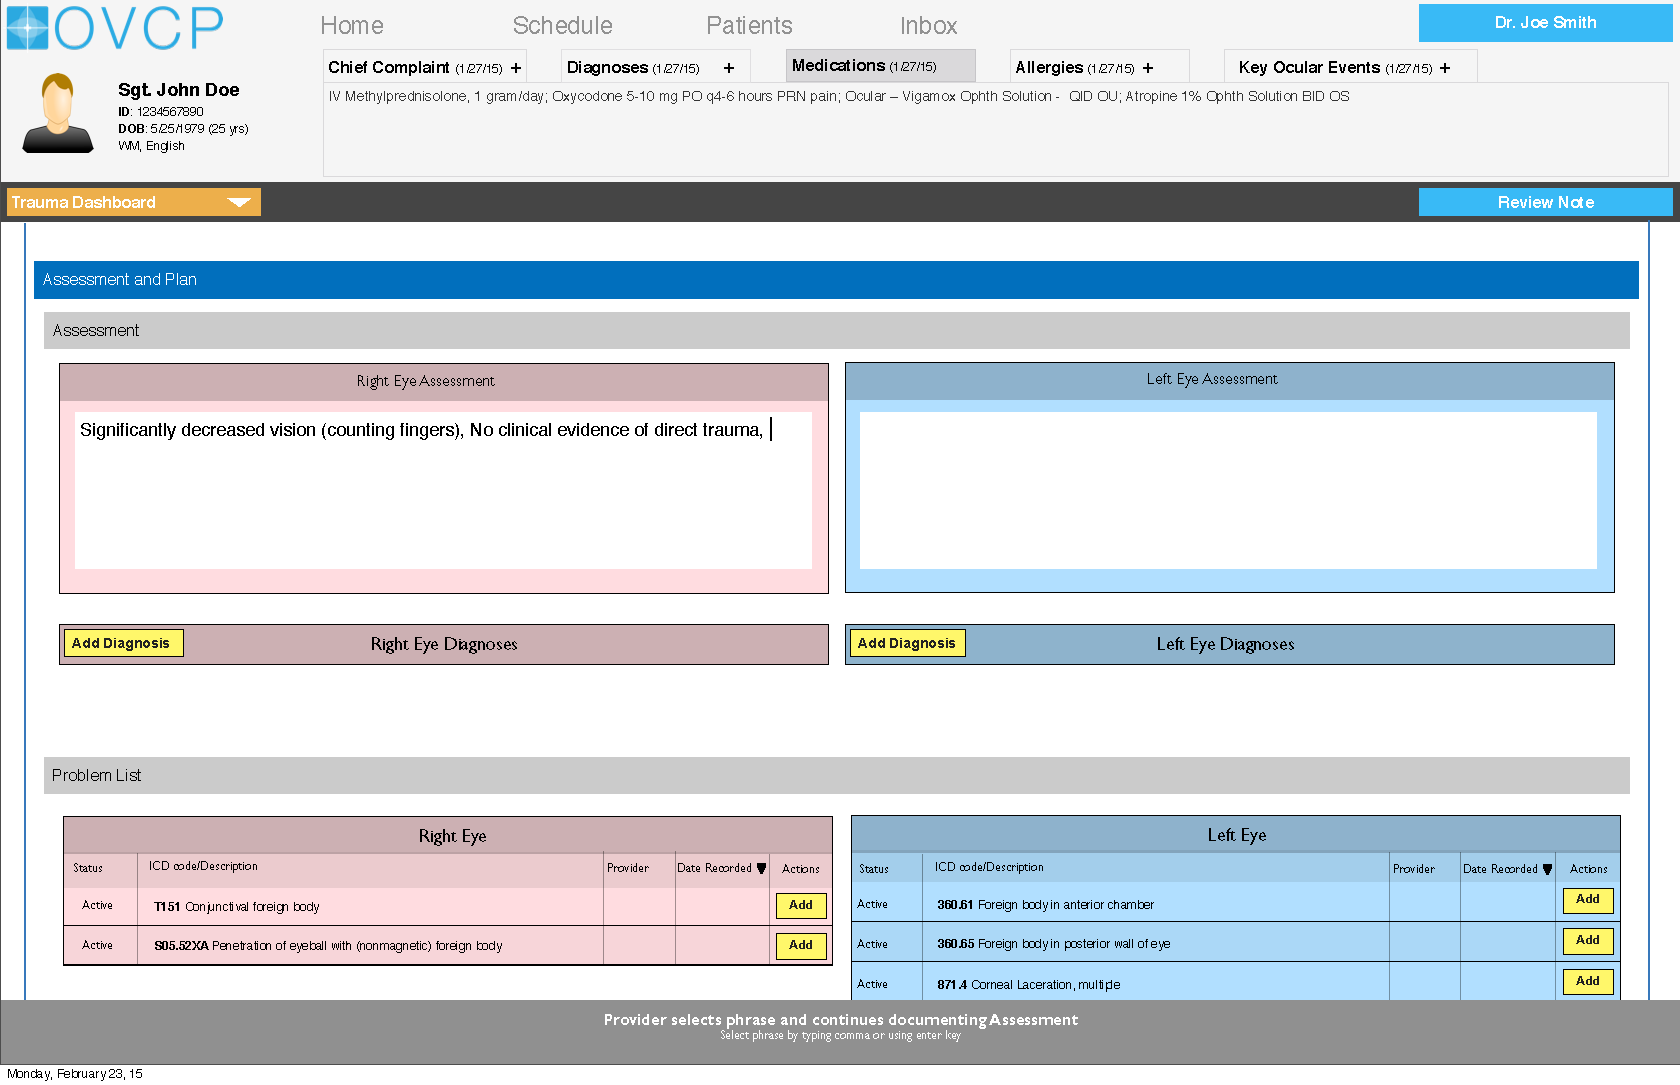 OVCP
Home Schedule Patients Inbox
Dr. Joe Smith
Chief Complaint (1/27/15) + Diagnoses (1/27/15) + Medications (1/27/15) Allergies (1/27/15) + Key Ocular Events (1/27/15) +
Sgt. John Doe
ID: 1234567890
DOB: 5/25/1979 (25 yrs)
WM, English
IV Methylprednisolone, 1 gram/day; Oxycodone 5-10 mg PO q4-6 hours PRN pain; Ocular – Vigamox Ophth Solution - QID OU; Atropine 1% Ophth Solution BID OS
Trauma Dashboard
Review Note
Assessment and Plan
Assessment
Right Eye Assessment
Significantly decreased vision (counting fingers), No clinical evidence of direct trauma,
Left Eye Assessment
Add Diagnosis Right Eye Diagnoses
Add Diagnosis Left Eye Diagnoses
Problem List
Right Eye
Status ICD code/Description Provider Date Recorded ▼ Actions
Active T151 Conjunctival foreign body Add
Active S05.52XA Penetration of eyeball with (nonmagnetic) foreign body Add
Left Eye
Status ICD code/Description Provider Date Recorded ▼ Actions
Active 360.61 Foreign body in anterior chamber Add
Active 360.65 Foreign body in posterior wall of eye Add
Active 871.4 Corneal Laceration, multiple Add
Provider selects phrase and continues documenting Assessment
Select phrase by typing comma or using enter key
Monday, February 23, 15